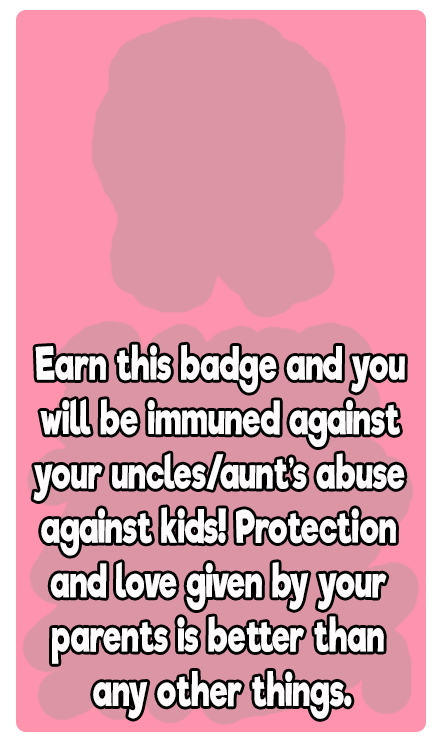 Earn this badge and you
will be immuned against
your uncles/aunt's abuse
against kids! Protection
and love given by your
parents is better than
any other things.